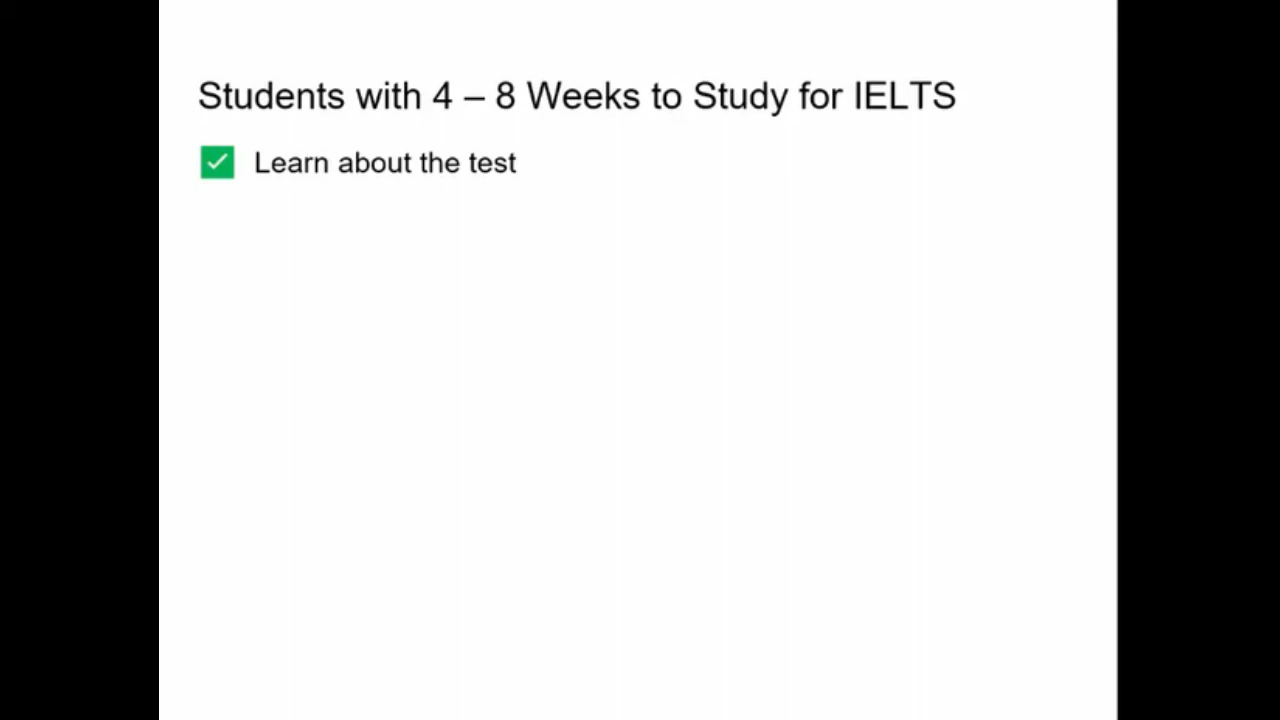 Students with 4 – 8 Weeks to Study for IELTS
Learn about the test